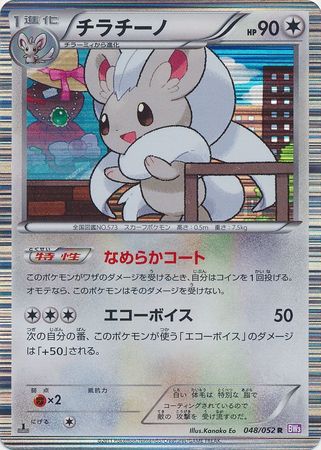 1進化 チラチーノ HP90
チラーミィから進化
全国図鑑NO.573 スカーフポケモン 高さ：0.5m 重さ：7.5kg
特性 なめらかコート
このポケモンがワザのダメージを受けるとき、自分はコインを1回投げる。
オモテなら、このポケモンはそのダメージを受けない。
エコーボイス 50
次の自分の番、このポケモンが使う「エコーボイス」のダメージ
は「+50」される。
弱点 抵抗力
×2
にげる
白い体毛は特別な脂で
コーティングされているので
敵の攻撃を受け流すのだ。
1 Illus.Kanako Eo 048/052 R BW3